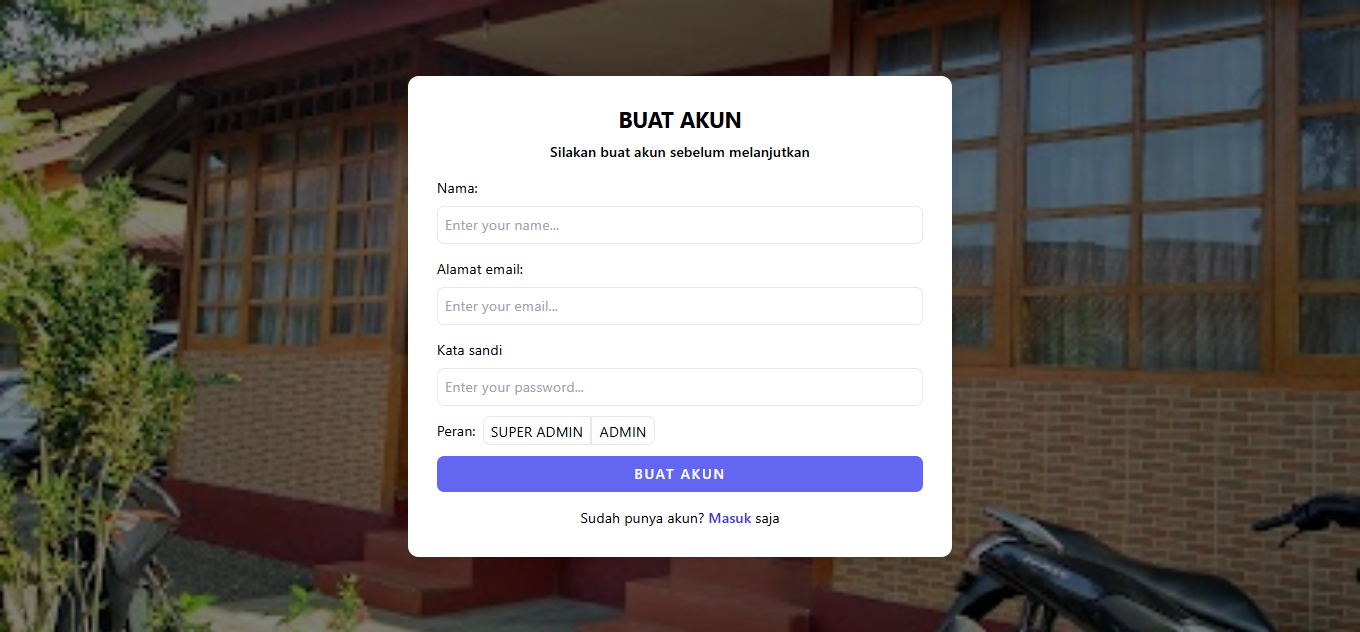 BUAT AKUN
Silakan buat akun sebelum melanjutkan
Nama:
Enter your name...
Alamat email:
Enter your email...
Kata sandi
Enter your password...
Peran: SUPER ADMIN ADMIN
BUAT AKUN
Sudah punya akun? Masuk saja